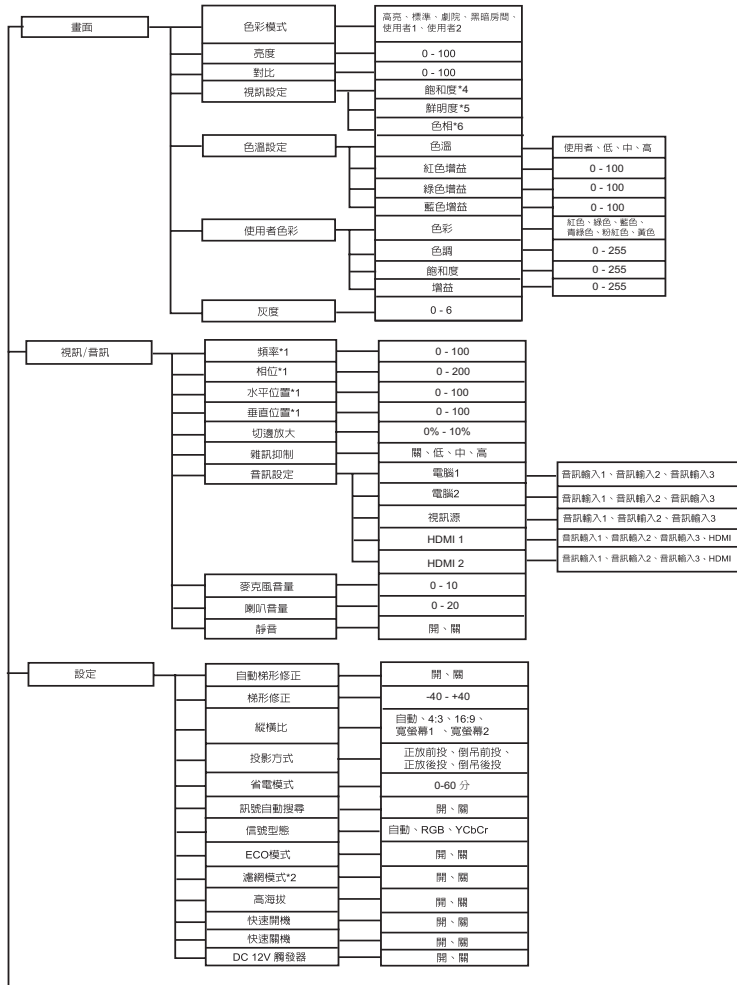 畫面
色彩模式
高亮、標準、劇院、黑暗房間、
使用者1、使用者2
亮度
0 - 100
對比
0 - 100
視訊設定
飽和度*4
鮮明度*5
色相*6
色溫設定
色溫
使用者、低、中、高
紅色增益
0 - 100
綠色增益
0 - 100
藍色增益
0 - 100
使用者色彩
色彩
紅色、綠色、藍色、
青綠色、粉紅色、黃色
色調
0 - 255
飽和度
0 - 255
增益
0 - 255
灰度
0 - 6
視訊/音訊
頻率*1
0 - 100
相位*1
0 - 200
水平位置*1
0 - 100
垂直位置*1
0 - 100
切邊放大
0% - 10%
雜訊抑制
關、低、中、高
音訊設定
電腦1
音訊輸入1、音訊輸入2、音訊輸入3
電腦2
音訊輸入1、音訊輸入2、音訊輸入3
視訊源
音訊輸入1、音訊輸入2、音訊輸入3
HDMI 1
音訊輸入1、音訊輸入2、音訊輸入3、HDMI
HDMI 2
音訊輸入1、音訊輸入2、音訊輸入3、HDMI
麥克風音量
0 - 10
喇叭音量
0 - 20
靜音
開、關
設定
自動梯形修正
開、關
梯形修正
-40 - +40
縱橫比
自動、4:3、16:9、
寬螢幕1 、寬螢幕2
投影方式
正放前投、倒吊前投、
正放後投、倒吊後投
省電模式
0-60 分
訊號自動搜尋
開、關
信號型態
自動、RGB、YCbCr
ECO模式
開、關
濾網模式*2
開、關
高海拔
開、關
快速開機
開、關
快速關機
開、關
DC 12V 觸發器
開、關